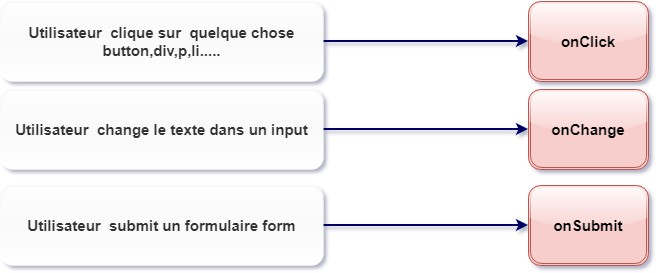 Utilisateur clique sur quelque chose
button,div,p,li.....
onClick
Utilisateur change le texte dans un input
onChange
Utilisateur submit un formulaire form
onSubmit